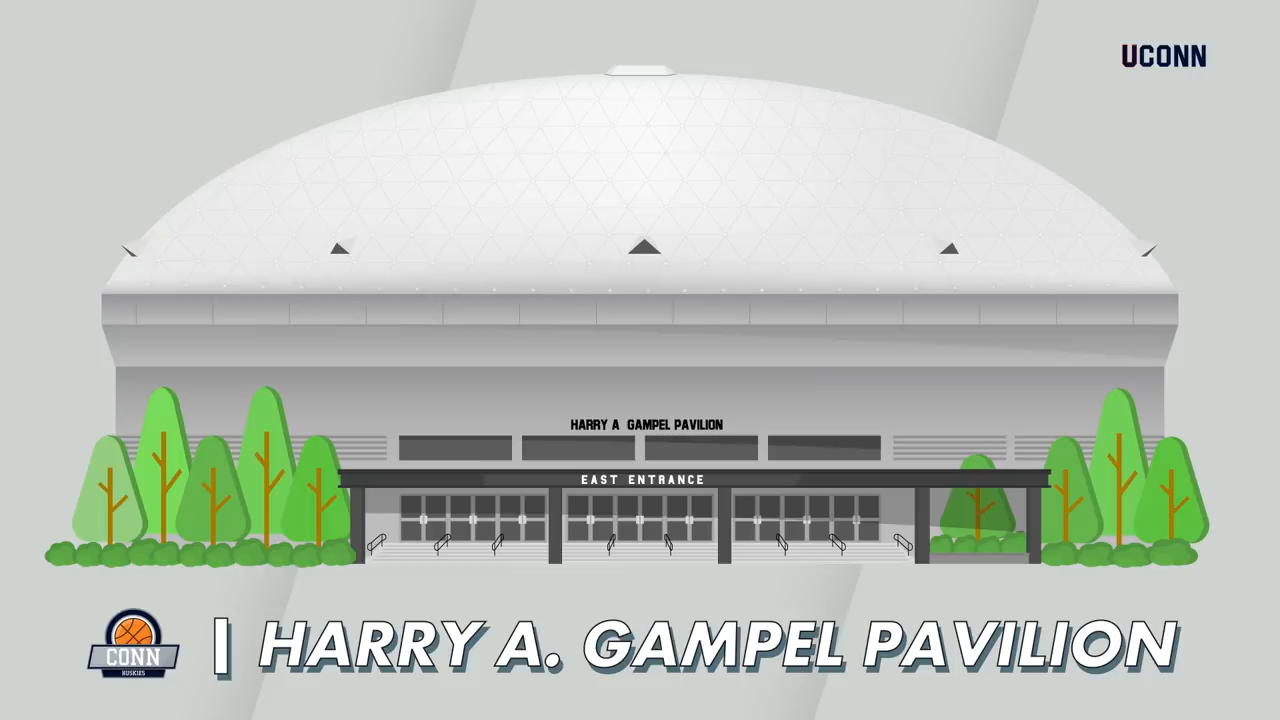 UCONN
HARRY A GAMPEL PAVILION
EAST ENTRANCE
CONN
HUSKIES
| HARRY A. GAMPEL PAVILION